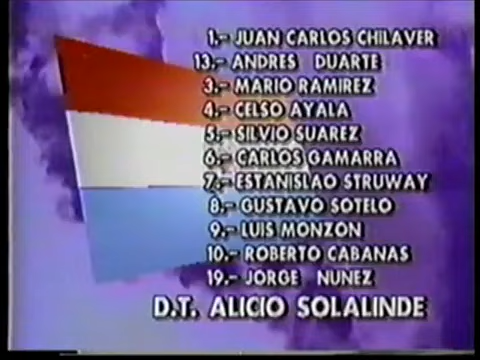 1.- JUAN CARLOS CHILAVER
13.- ANDRES DUARTE
3.- MARIO RAMIREZ
4.- CELSO AYALA
5.- SILVIO SUAREZ
6.- CARLOS GAMARRA
7.- ESTANISLAO STRUWAY
8.- GUSTAVO SOTELO
9.- LUIS MONZON
10.- ROBERTO CABANAS
19.- JORGE NUNEZ
D.T. ALICIO SOLALINDE